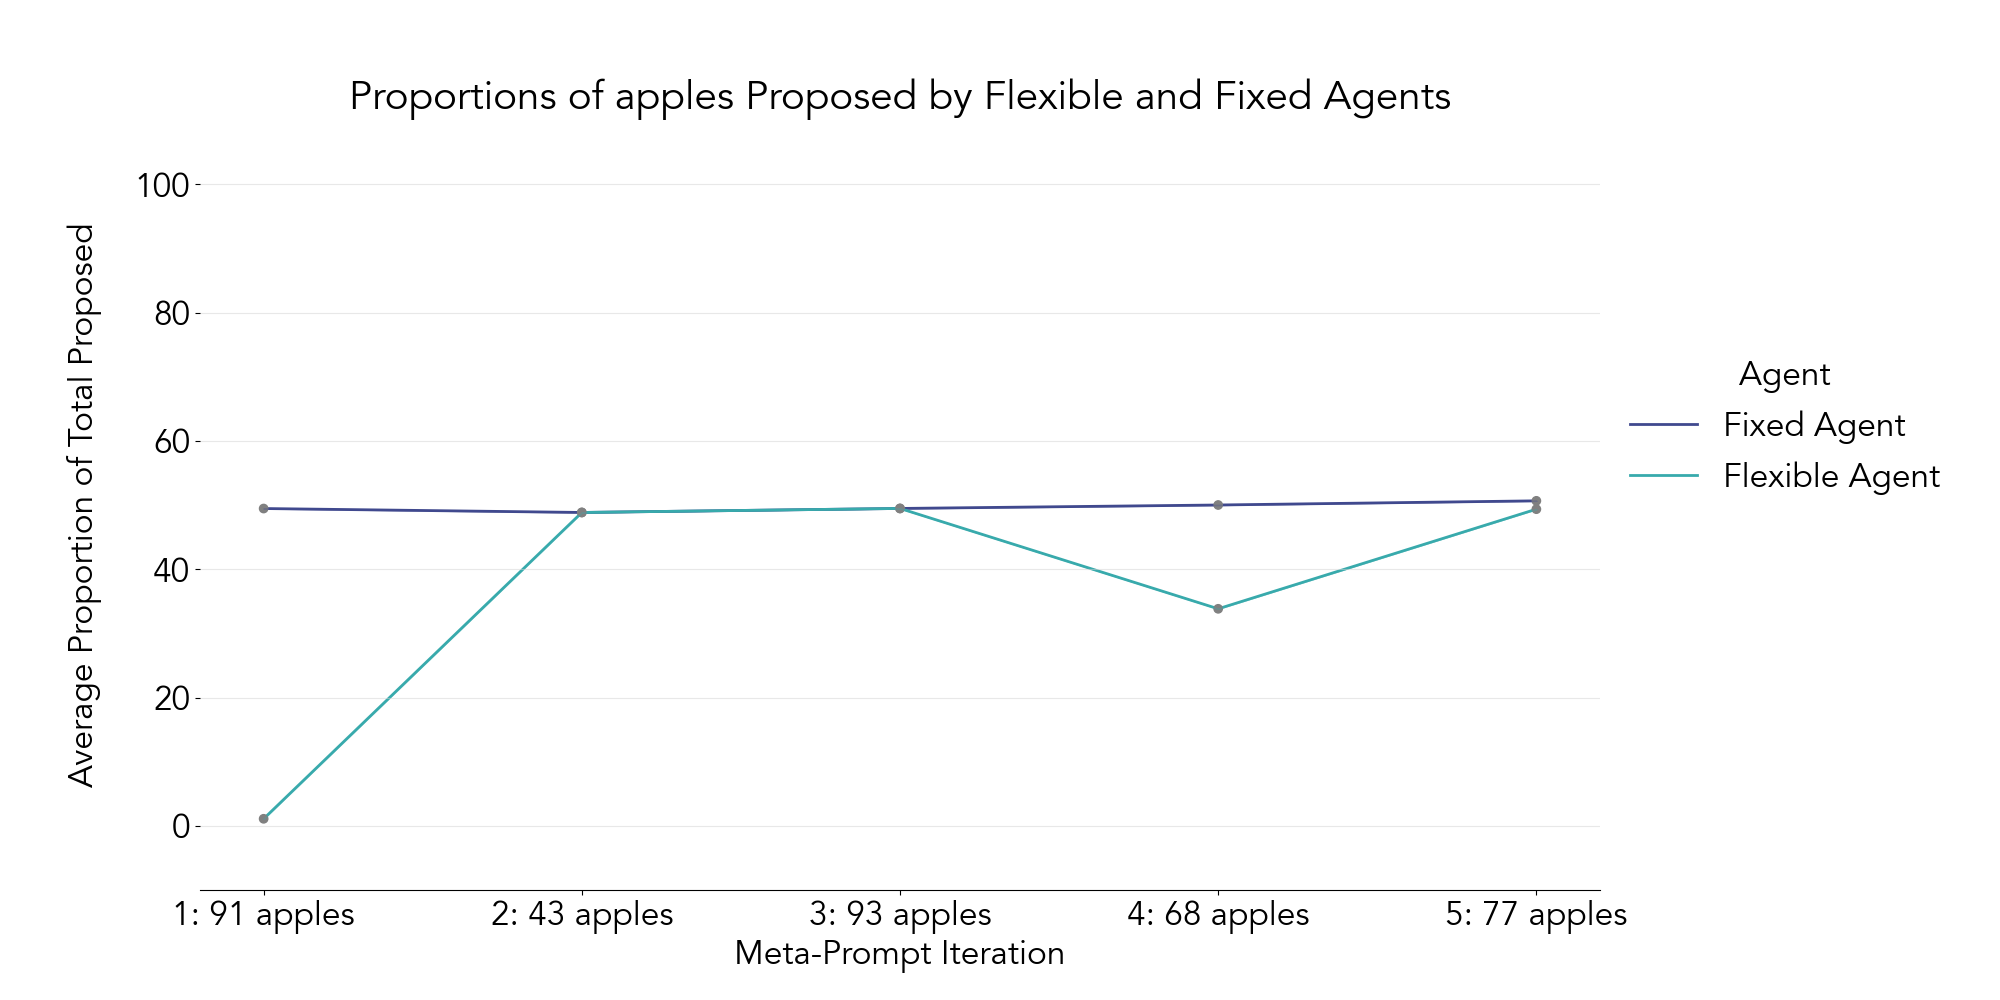 Proportions of apples Proposed by Flexible and Fixed Agents
Average Proportion of Total Proposed
100
80
60
40
20
0
1: 91 apples
2: 43 apples
3: 93 apples
4: 68 apples
5: 77 apples
Meta-Prompt Iteration
Agent
Fixed Agent
Flexible Agent